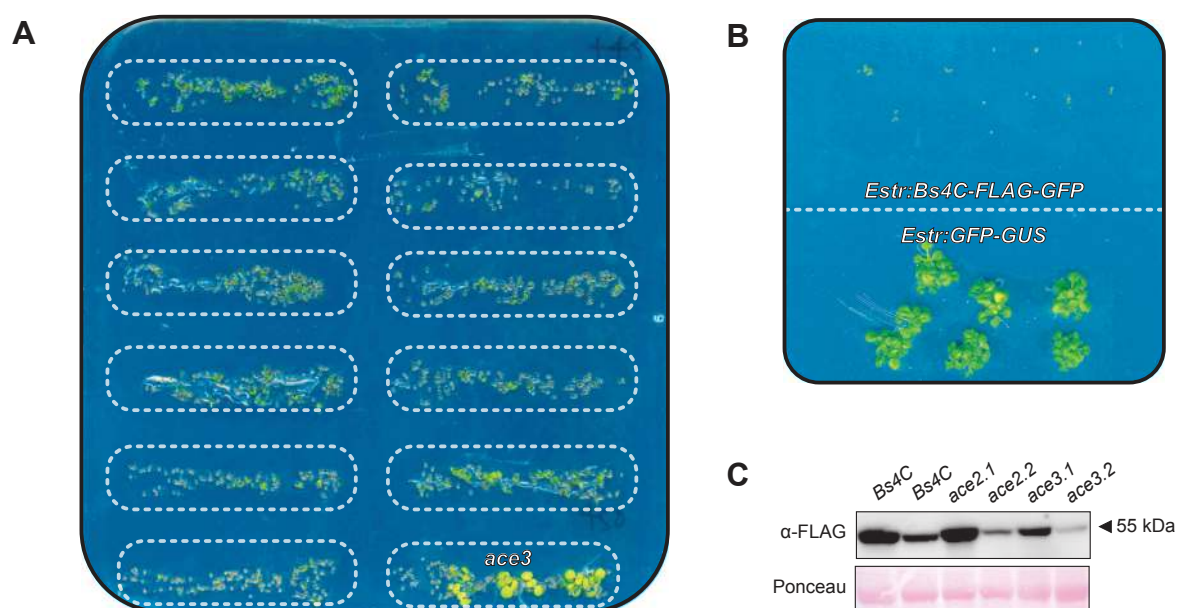 A
B
ace3
Estr:Bs4C-FLAG-GFP
Estr:GFP-GUS
C
Bs4C Bs4C ace2.1 ace2.2 ace3.1 ace3.2
α-FLAG
55 kDa
Ponceau